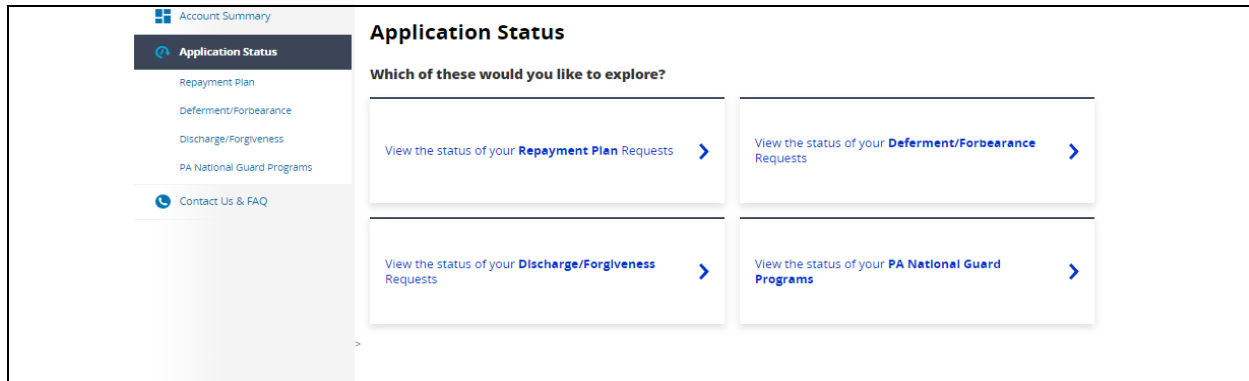 Account Summary
Application Status
Repayment Plan
Deferment/Forbearance
Discharge/Forgiveness
PA National Guard Programs
Contact Us & FAQ
Application Status
Which of these would you like to explore?
View the status of your Repayment Plan Requests
View the status of your Deferment/Forbearance
Requests
View the status of your Discharge/Forgiveness
Requests
View the status of your PA National Guard
Programs
>